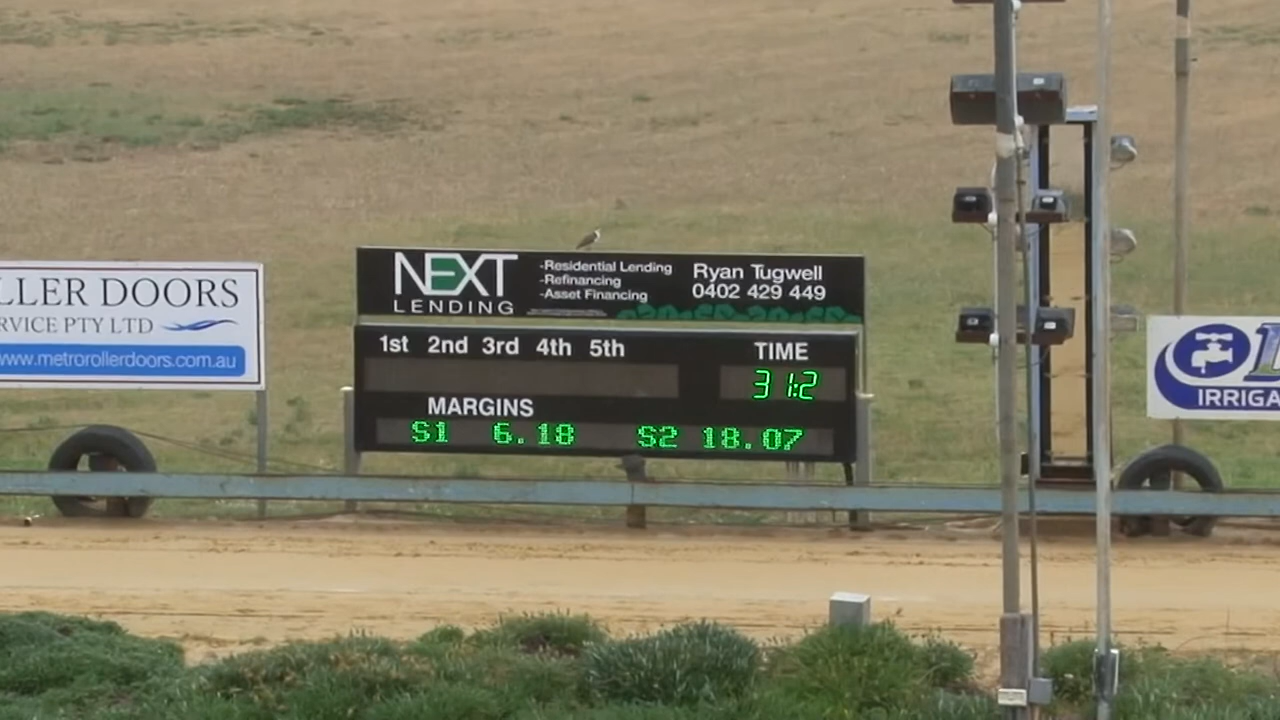 LLER DOORS
RVICE PTY LTD
www.metrorollerdoors.com.au
NEXT
LENDING
-Residential Lending
-Refinancing
-Asset Financing
Ryan Tugwell
0402 429 449
1st 2nd 3rd 4th 5th
TIME
31:2
MARGINS
S1 6.18 S2 18.07
IRRIGA